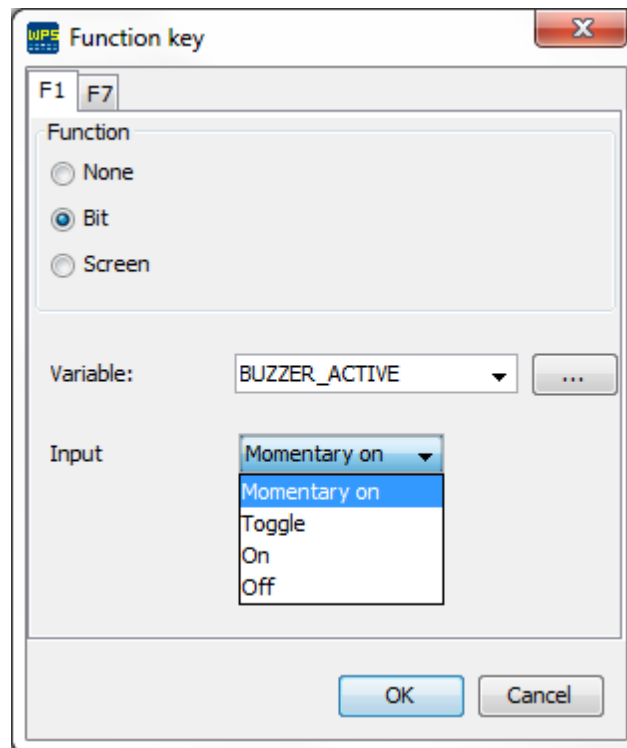 WPS Function key
F1 F7
Function
None
Bit
Screen
Variable: BUZZER_ACTIVE ...
Input Momentary on
Momentary on
Toggle
On
Off
OK Cancel